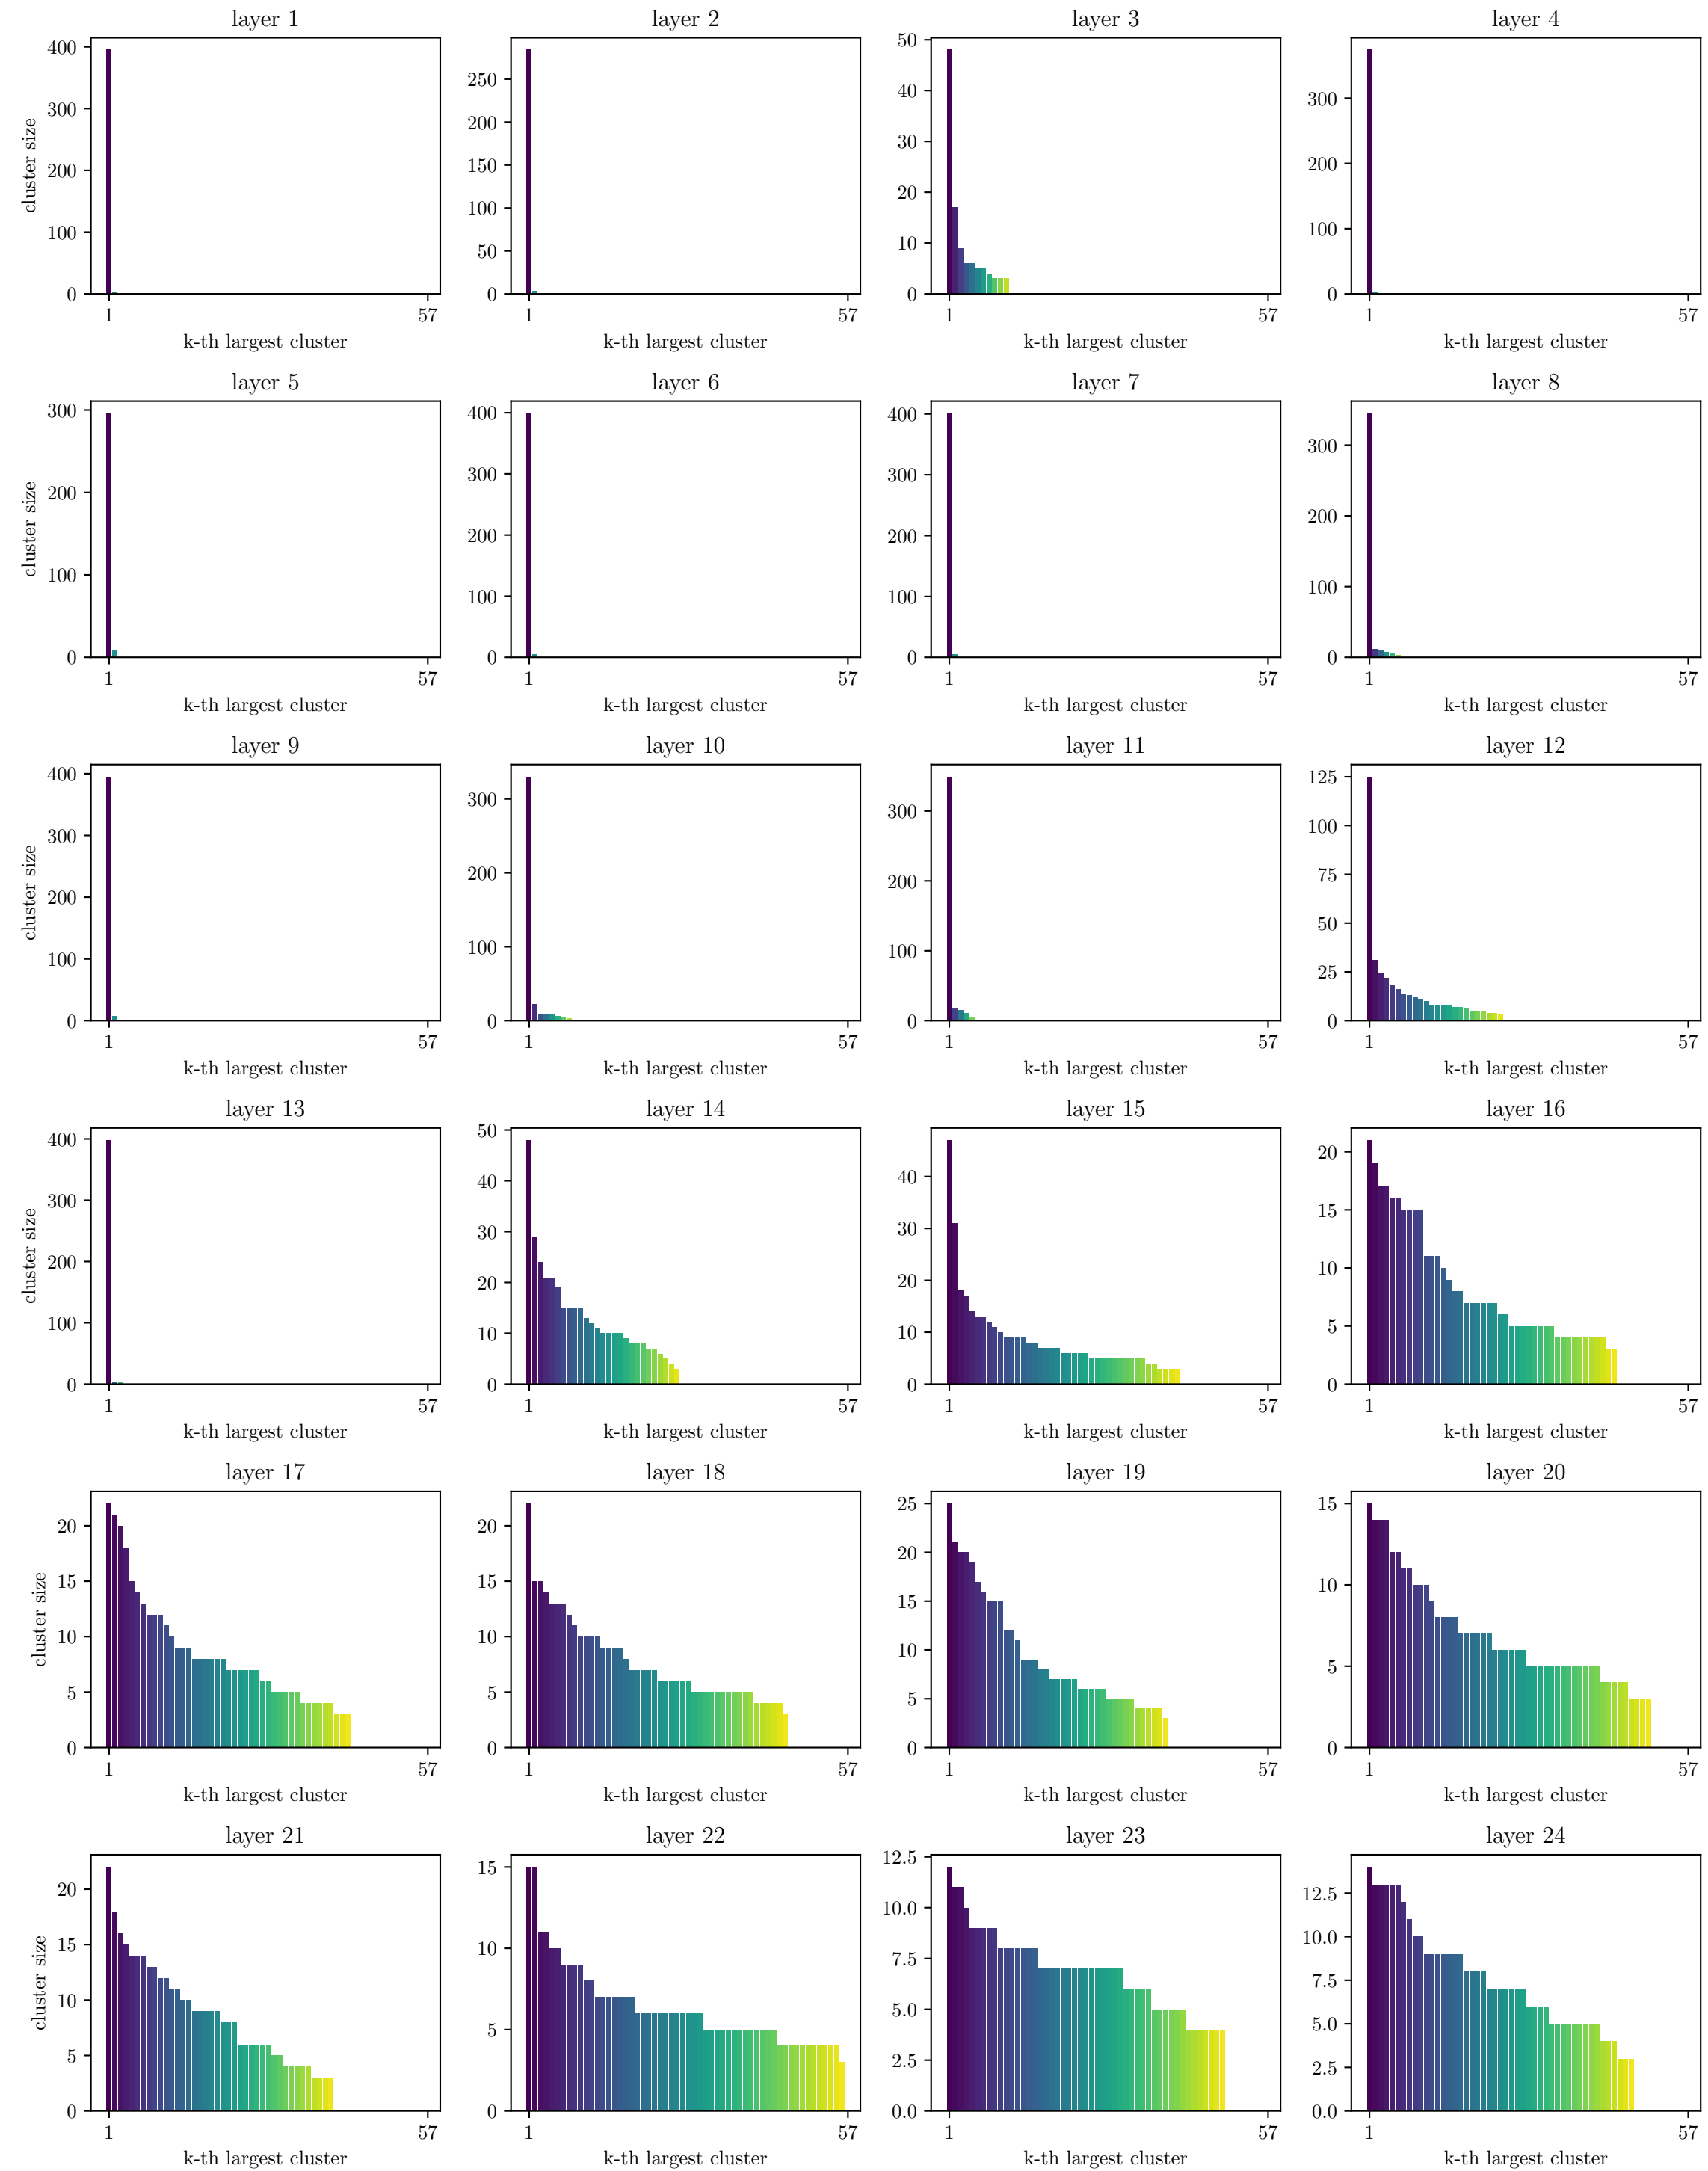 layer 1
400
300
200
100
0
cluster size
1 57
k-th largest cluster
layer 2
250
200
150
100
50
0
1 57
k-th largest cluster
layer 3
50
40
30
20
10
0
1 57
k-th largest cluster
layer 4
300
200
100
0
1 57
k-th largest cluster
layer 5
300
200
100
0
cluster size
1 57
k-th largest cluster
layer 6
400
300
200
100
0
1 57
k-th largest cluster
layer 7
400
300
200
100
0
1 57
k-th largest cluster
layer 8
300
200
100
0
1 57
k-th largest cluster
layer 9
400
300
200
100
0
cluster size
1 57
k-th largest cluster
layer 10
300
200
100
0
1 57
k-th largest cluster
layer 11
300
200
100
0
1 57
k-th largest cluster
layer 12
125
100
75
50
25
0
1 57
k-th largest cluster
layer 13
400
300
200
100
0
cluster size
1 57
k-th largest cluster
layer 14
50
40
30
20
10
0
1 57
k-th largest cluster
layer 15
40
30
20
10
0
1 57
k-th largest cluster
layer 16
20
15
10
5
0
1 57
k-th largest cluster
layer 17
20
15
10
5
0
cluster size
1 57
k-th largest cluster
layer 18
20
15
10
5
0
1 57
k-th largest cluster
layer 19
25
20
15
10
5
0
1 57
k-th largest cluster
layer 20
15
10
5
0
1 57
k-th largest cluster
layer 21
20
15
10
5
0
cluster size
1 57
k-th largest cluster
layer 22
15
10
5
0
1 57
k-th largest cluster
layer 23
12.5
10.0
7.5
5.0
2.5
0.0
1 57
k-th largest cluster
layer 24
12.5
10.0
7.5
5.0
2.5
0.0
1 57
k-th largest cluster